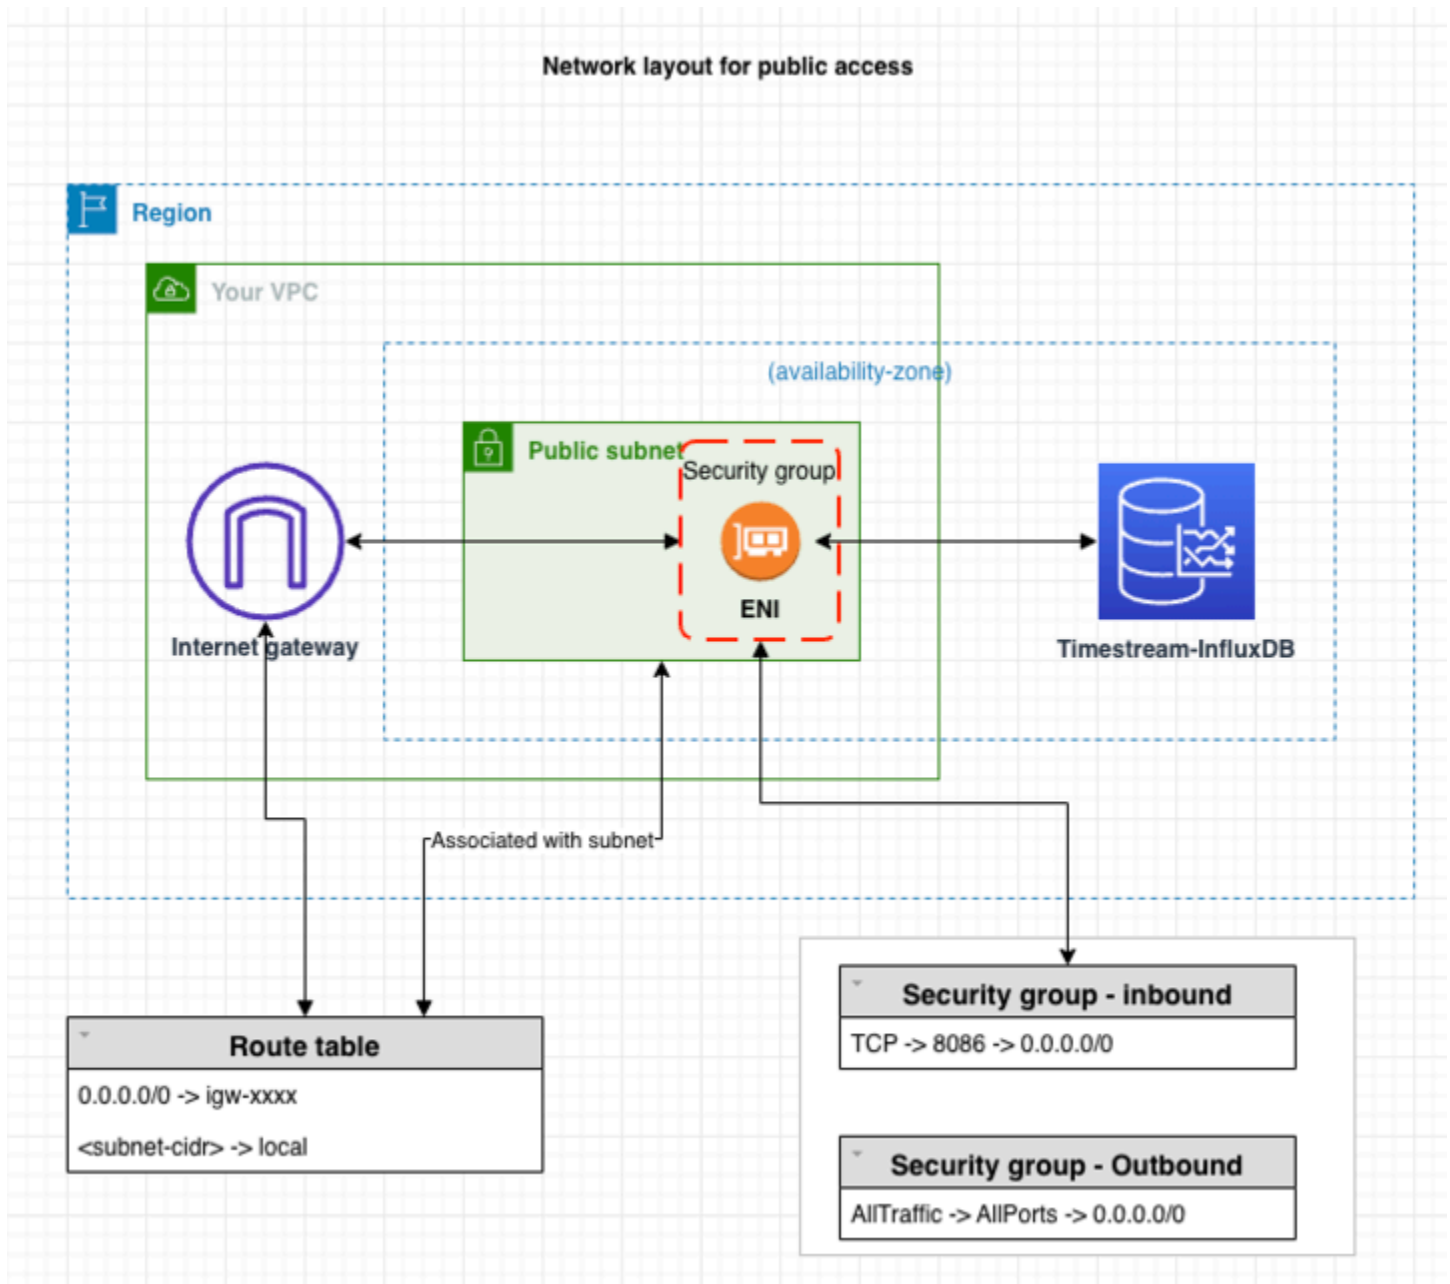 Network layout for public access
Region
Your VPC
(availability-zone)
Public subnet
Security group
ENI
Internet gateway
Timestream-InfluxDB
Associated with subnet
Route table
0.0.0.0/0 -> igw-xxxx
<subnet-cidr> -> local
Security group - inbound
TCP -> 8086 -> 0.0.0.0/0
Security group - Outbound
AllTraffic -> AllPorts -> 0.0.0.0/0